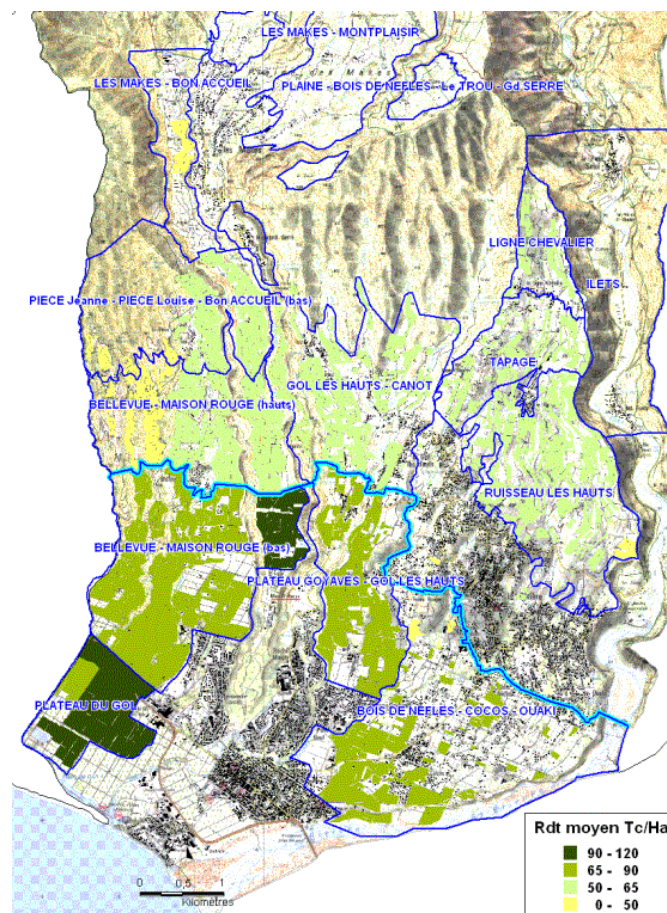 LES MAKES - MONTPLAISIR
LES MAKES - BON ACCUEIL
PLAINE - BOIS DE NEFLES - Le TROU - Gd SERRE
LIGNE CHEVALIER
ILETS
PIECE Jeanne - PIECE Louise - Bon ACCUEIL (bas)
TAPAGE
GOL LES HAUTS - CANOT
BELLEVUE - MAISON ROUGE (hauts)
RUISSEAU LES HAUTS
BELLEVUE - MAISON ROUGE (bas)
PLATEAU GOYAVES - GOL LES HAUTS
PLATEAU DU GOL
BOIS DE NEFLES - COCOS - OUAKI
Rdt moyen Tc/Ha
90 - 120
65 - 90
50 - 65
0 - 50
0 0,5 1
Kilomètres